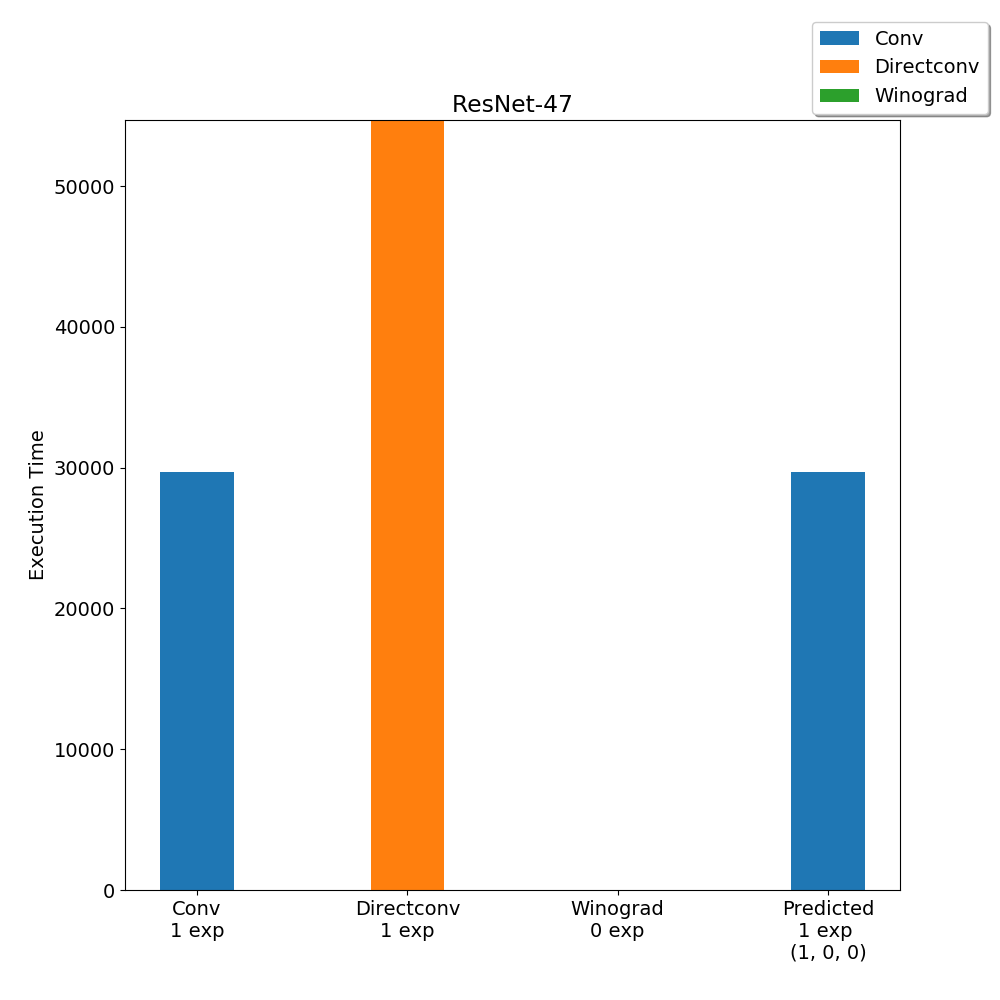 Conv
Directconv
Winograd
ResNet-47
Execution Time
50000
40000
30000
20000
10000
0
Conv
1 exp
Directconv
1 exp
Winograd
0 exp
Predicted
1 exp
(1, 0, 0)